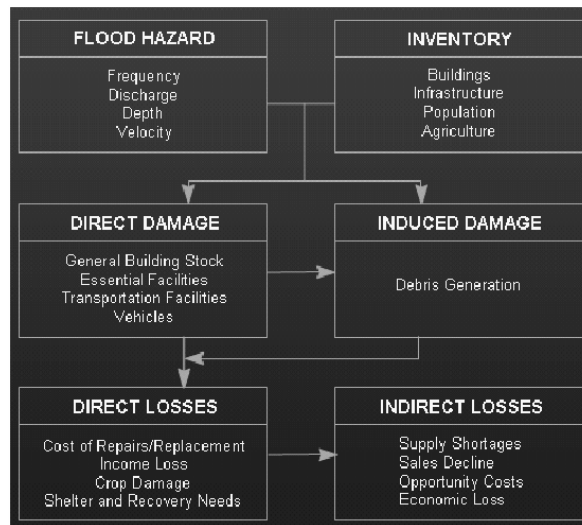 FLOOD HAZARD
Frequency
Discharge
Depth
Velocity
INVENTORY
Buildings
Infrastructure
Population
Agriculture
DIRECT DAMAGE
General Building Stock
Essential Facilities
Transportation Facilities
Vehicles
INDUCED DAMAGE
Debris Generation
DIRECT LOSSES
Cost of Repairs/Replacement
Income Loss
Crop Damage
Shelter and Recovery Needs
INDIRECT LOSSES
Supply Shortages
Sales Decline
Opportunity Costs
Economic Loss